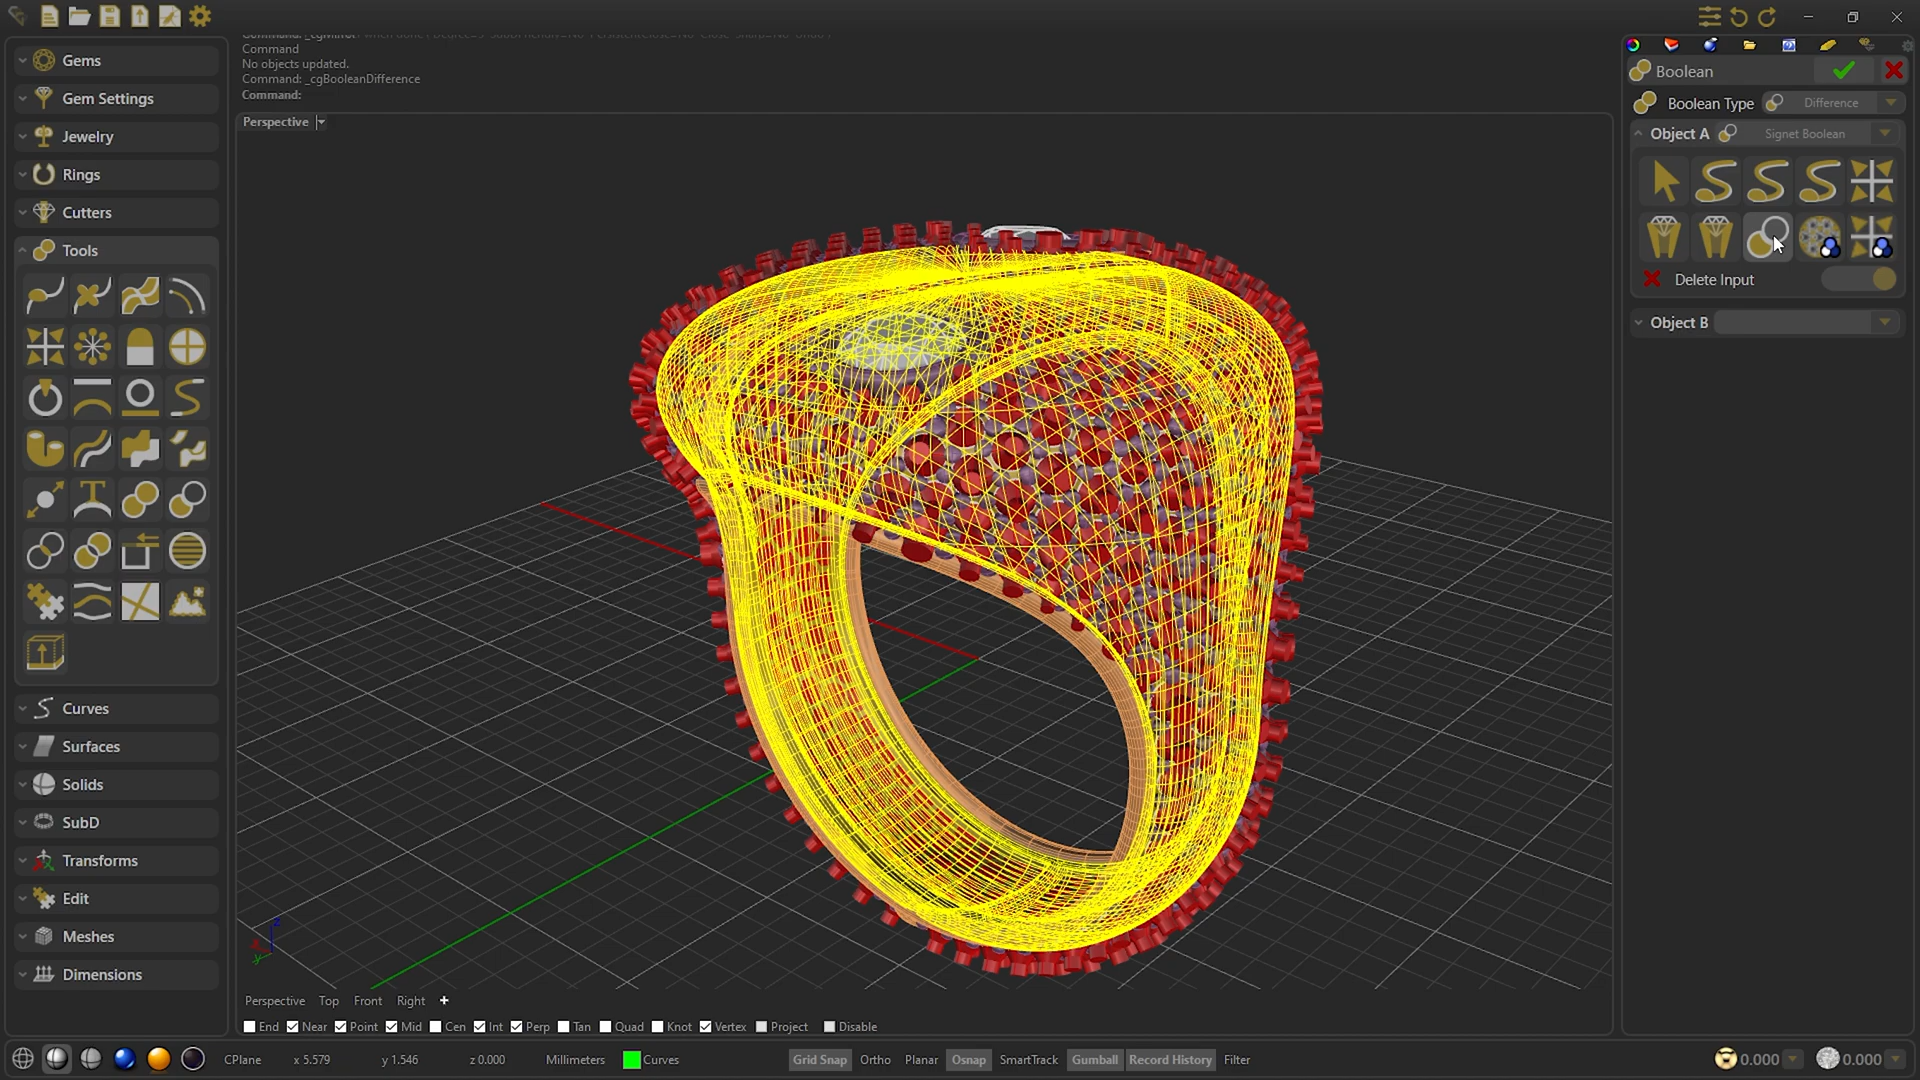 Command
No objects updated.
Command: _cgBooleanDifference
Command:
Perspective
Gems
Gem Settings
Jewelry
Rings
Cutters
Tools
Curves
Surfaces
Solids
SubD
Transforms
Edit
Meshes
Dimensions
Boolean
Boolean Type Difference
Object A Signet Boolean
Delete Input
Object B
z
x
y
Perspective Top Front Right
End Near Point Mid Cen Int Perp Tan Quad Knot Vertex Project Disable
CPlane x 5.579 y 1.546 z 0.000 Millimeters Curves Grid Snap Ortho Planar Osnap SmartTrack Gumball Record History Filter 0.000 0.000